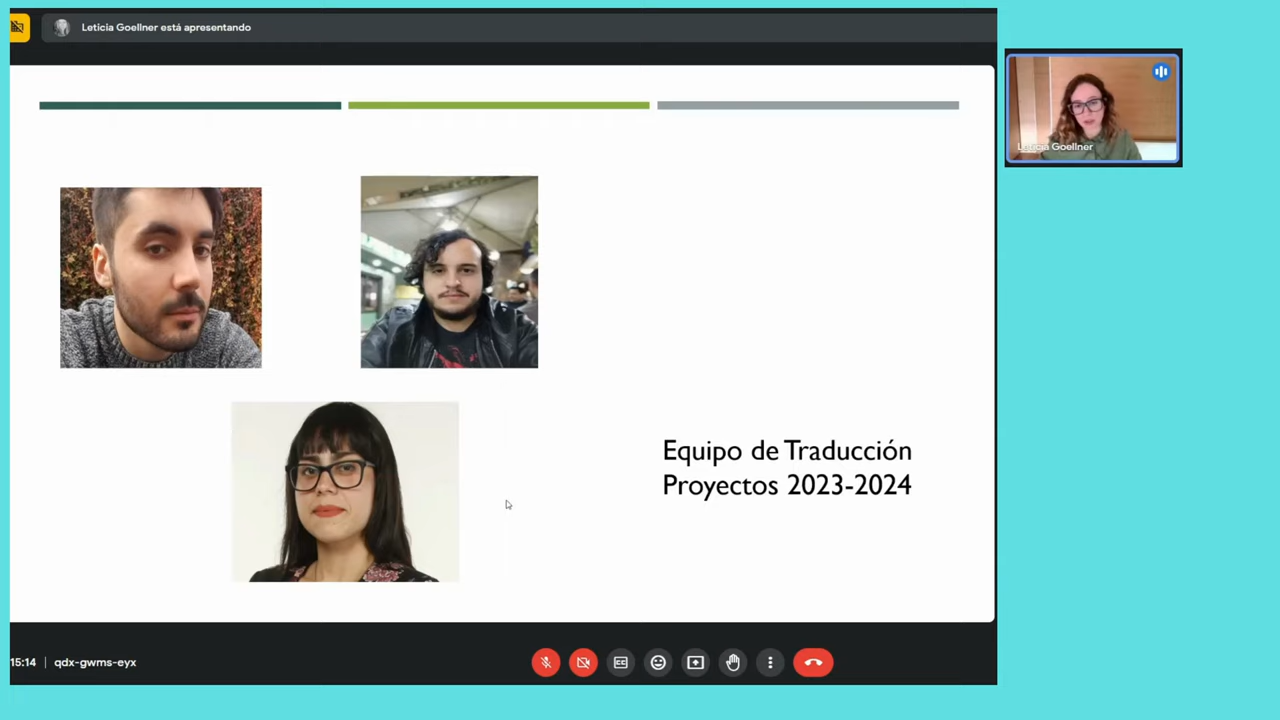 Leticia Goellner está apresentando
Leticia Goellner
Equipo de Traducción
Proyectos 2023-2024
15:14 | qdx-gwms-eyx